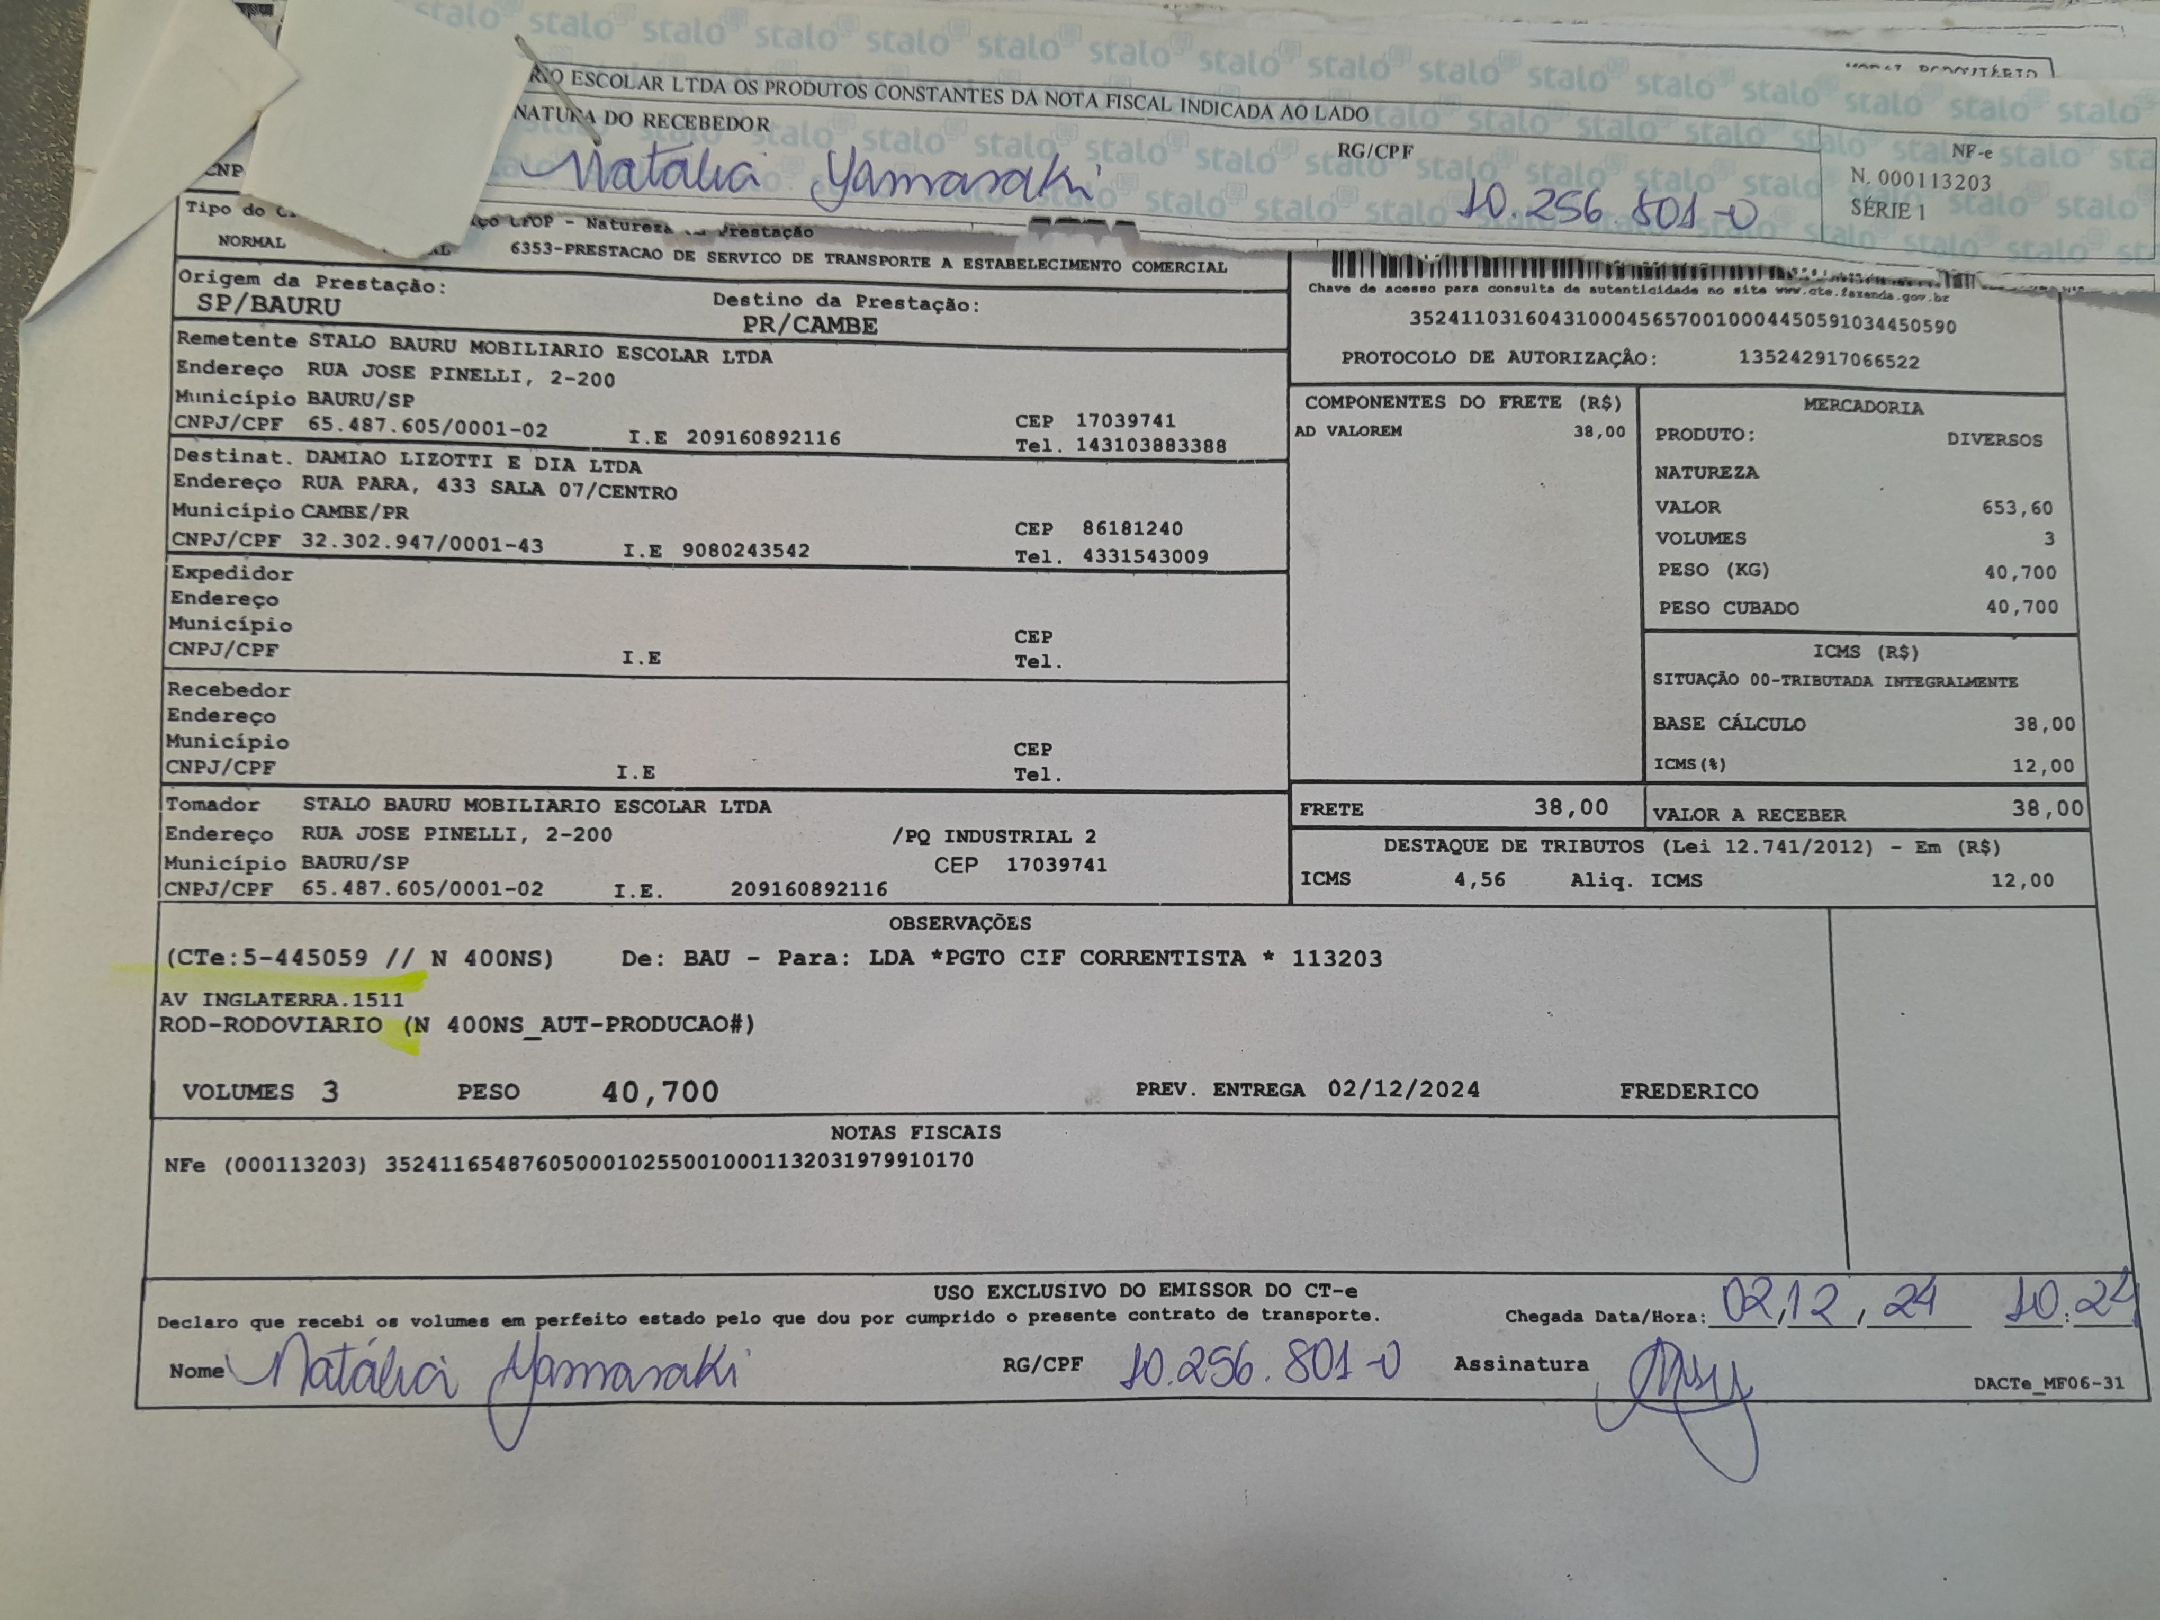 stalo stalo stalo stalo stalo stalo stalo stalo stalo stalo stalo stalo
RIO ESCOLAR LTDA OS PRODUTOS CONSTANTES DA NOTA FISCAL INDICADA AO LADO
NATURA DO RECEBEDOR
RG/CPF
NF-e
N. 000113203
SÉRIE 1
Natália Yamasaki
10.256.801-0
CNP
Tipo do
CFOP - Natureza Prestação
NORMAL
6353-PRESTACAO DE SERVICO DE TRANSPORTE A ESTABELECIMENTO COMERCIAL
Origem da Prestação:
SP/BAURU
Destino da Prestação:
PR/CAMBE
Chave de acesso para consulta de autenticidade no site www.cte.fazenda.gov.br
35241103160431000456570010004450591034450590
PROTOCOLO DE AUTORIZAÇÃO: 135242917066522
Remetente STALO BAURU MOBILIARIO ESCOLAR LTDA
Endereço RUA JOSE PINELLI, 2-200
Município BAURU/SP
CEP 17039741
CNPJ/CPF 65.487.605/0001-02 I.E 209160892116 Tel. 143103883388
Destinat. DAMIAO LIZOTTI E DIA LTDA
Endereço RUA PARA, 433 SALA 07/CENTRO
Município CAMBE/PR
CEP 86181240
CNPJ/CPF 32.302.947/0001-43 I.E 9080243542 Tel. 4331543009
Expedidor
Endereço
Município
CEP
CNPJ/CPF I.E Tel.
Recebedor
Endereço
Município
CEP
CNPJ/CPF I.E Tel.
Tomador STALO BAURU MOBILIARIO ESCOLAR LTDA
Endereço RUA JOSE PINELLI, 2-200 /PQ INDUSTRIAL 2
Município BAURU/SP CEP 17039741
CNPJ/CPF 65.487.605/0001-02 I.E. 209160892116
COMPONENTES DO FRETE (R$)
AD VALOREM 38,00
MERCADORIA
PRODUTO: DIVERSOS
NATUREZA
VALOR 653,60
VOLUMES 3
PESO (KG) 40,700
PESO CUBADO 40,700
ICMS (R$)
SITUAÇÃO 00-TRIBUTADA INTEGRALMENTE
BASE CÁLCULO 38,00
ICMS(%) 12,00
FRETE 38,00
VALOR A RECEBER 38,00
DESTAQUE DE TRIBUTOS (Lei 12.741/2012) - Em (R$)
ICMS 4,56 Aliq. ICMS 12,00
OBSERVAÇÕES
(CTe:5-445059 // N 400NS) De: BAU - Para: LDA *PGTO CIF CORRENTISTA * 113203
AV INGLATERRA.1511
ROD-RODOVIARIO (N 400NS_AUT-PRODUCAO#)
VOLUMES 3 PESO 40,700 PREV. ENTREGA 02/12/2024 FREDERICO
NOTAS FISCAIS
NFe (000113203) 35241165487605000102550010001132031979910170
USO EXCLUSIVO DO EMISSOR DO CT-e
Declaro que recebi os volumes em perfeito estado pelo que dou por cumprido o presente contrato de transporte.
Chegada Data/Hora: 02,12,24 10:24
Nome Natália Yamasaki RG/CPF 10.256.801-0 Assinatura
DACTe_MF06-31